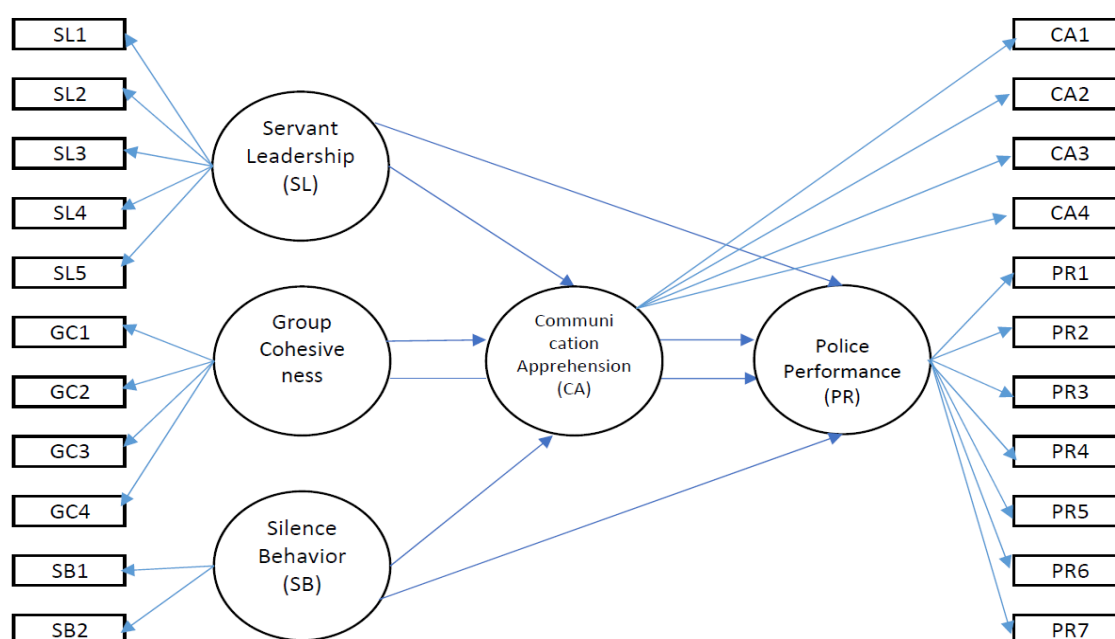 SL1
SL2
SL3
SL4
SL5
GC1
GC2
GC3
GC4
SB1
SB2
Servant
Leadership
(SL)
Group
Cohesive
ness
Silence
Behavior
(SB)
Communi
cation
Apprehension
(CA)
Police
Performance
(PR)
CA1
CA2
CA3
CA4
PR1
PR2
PR3
PR4
PR5
PR6
PR7